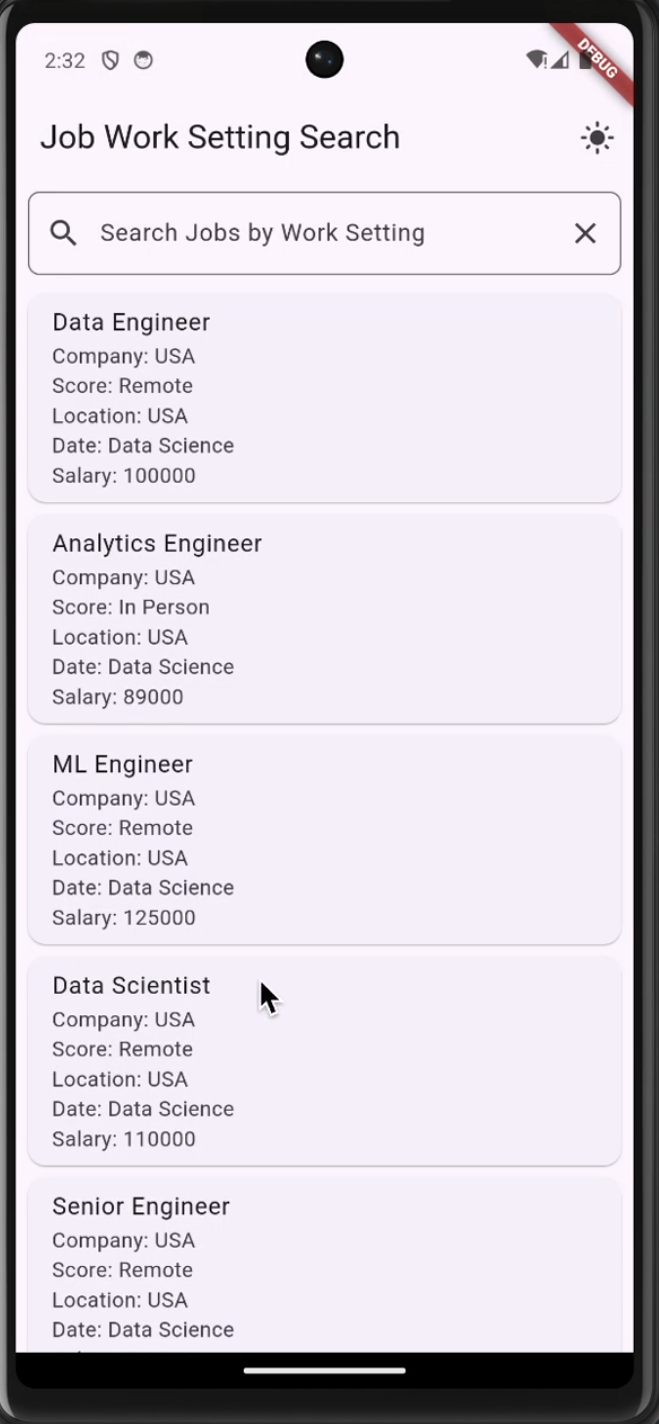 2:32
DEBUG
Job Work Setting Search
Search Jobs by Work Setting
Data Engineer
Company: USA
Score: Remote
Location: USA
Date: Data Science
Salary: 100000
Analytics Engineer
Company: USA
Score: In Person
Location: USA
Date: Data Science
Salary: 89000
ML Engineer
Company: USA
Score: Remote
Location: USA
Date: Data Science
Salary: 125000
Data Scientist
Company: USA
Score: Remote
Location: USA
Date: Data Science
Salary: 110000
Senior Engineer
Company: USA
Score: Remote
Location: USA
Date: Data Science